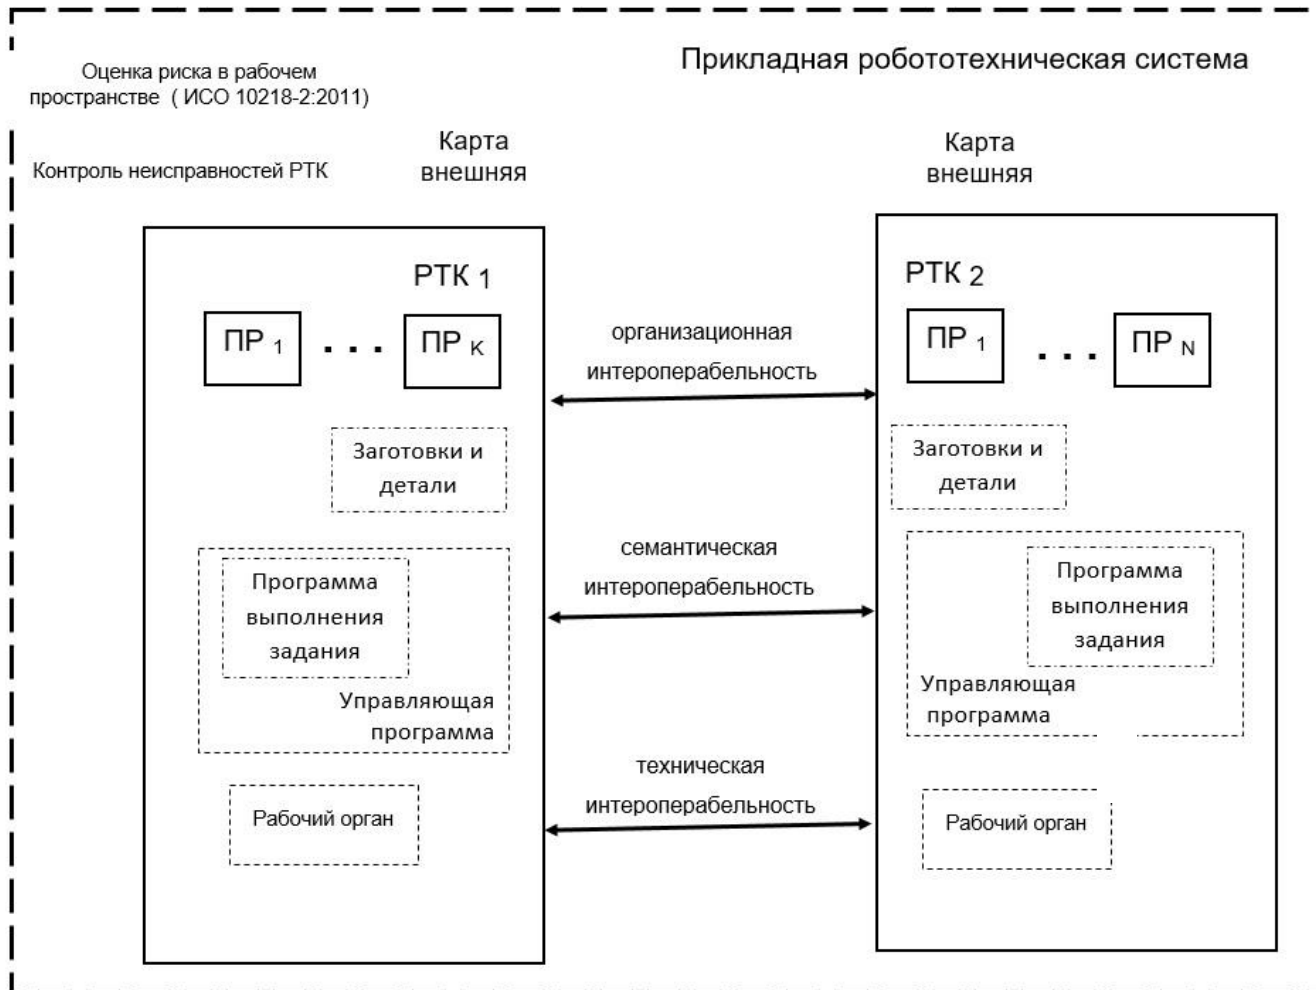 Прикладная робототехническая система
Оценка риска в рабочем
пространстве ( ИСО 10218-2:2011)
Контроль неисправностей РТК
Карта
внешняя
Карта
внешняя
РТК 1
ПР 1
. . .
ПР K
Заготовки и
детали
Программа
выполнения
задания
Управляющая
программа
Рабочий орган
организационная
интероперабельность
семантическая
интероперабельность
техническая
интероперабельность
РТК 2
ПР 1
. . .
ПР N
Заготовки и
детали
Программа
выполнения
задания
Управляющая
программа
Рабочий орган